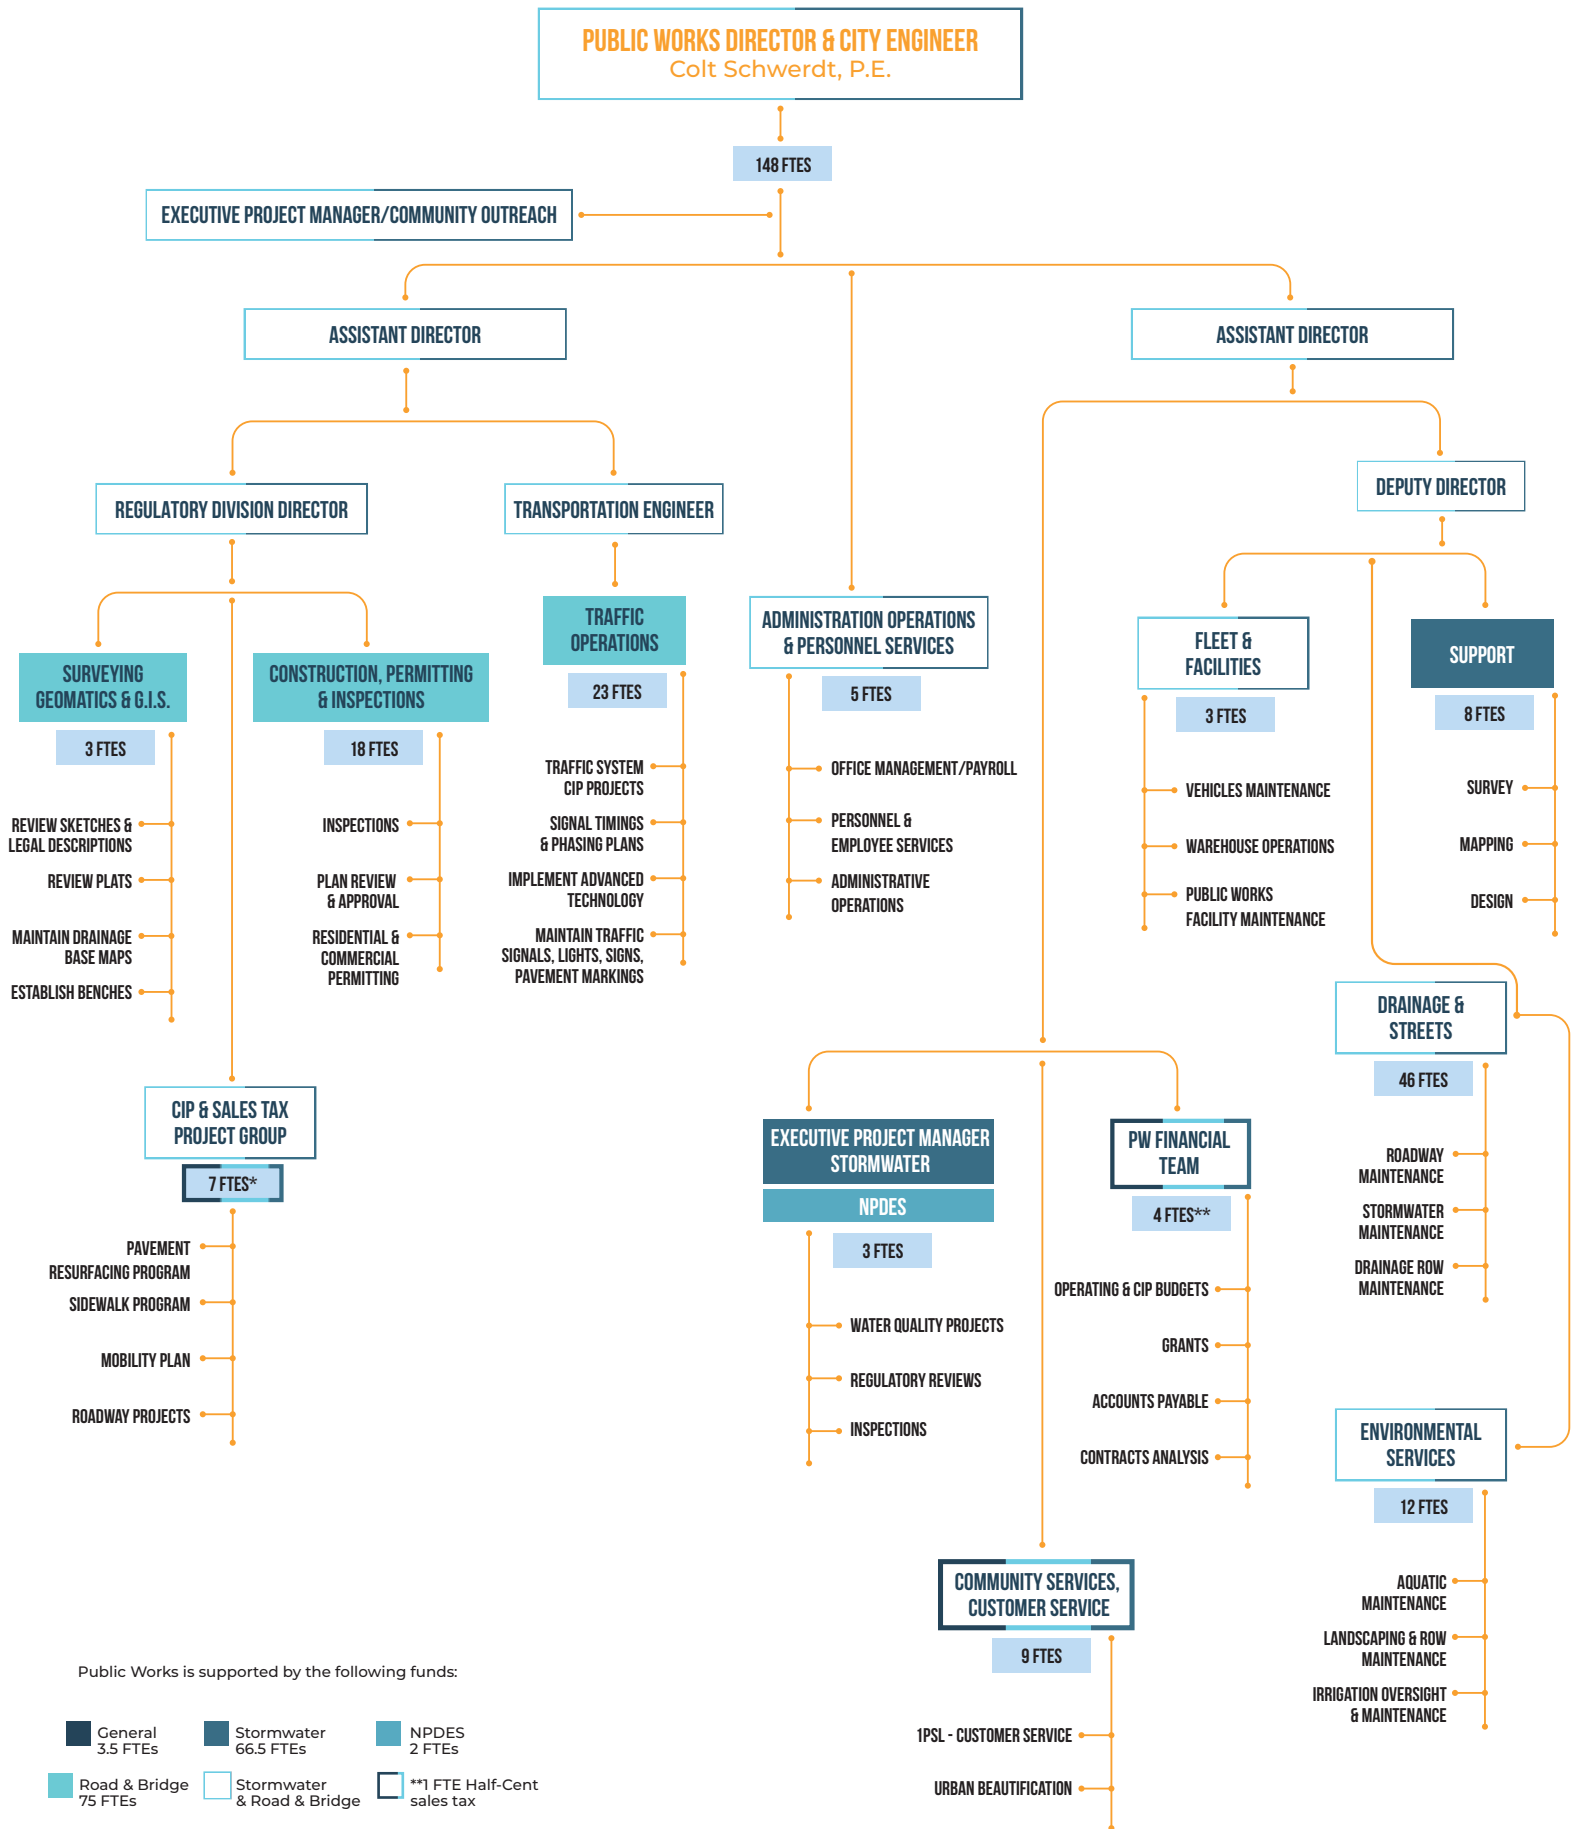 PUBLIC WORKS DIRECTOR & CITY ENGINEER
Colt Schwerdt, P.E.
148 FTES
EXECUTIVE PROJECT MANAGER/COMMUNITY OUTREACH
ASSISTANT DIRECTOR
ASSISTANT DIRECTOR
REGULATORY DIVISION DIRECTOR
TRANSPORTATION ENGINEER
DEPUTY DIRECTOR
SURVEYING
GEOMATICS & G.I.S.
3 FTES
REVIEW SKETCHES &
LEGAL DESCRIPTIONS
REVIEW PLATS
MAINTAIN DRAINAGE
BASE MAPS
ESTABLISH BENCHES
CONSTRUCTION, PERMITTING
& INSPECTIONS
18 FTES
INSPECTIONS
PLAN REVIEW
& APPROVAL
RESIDENTIAL &
COMMERCIAL
PERMITTING
TRAFFIC
OPERATIONS
23 FTES
TRAFFIC SYSTEM
CIP PROJECTS
SIGNAL TIMINGS
& PHASING PLANS
IMPLEMENT ADVANCED
TECHNOLOGY
MAINTAIN TRAFFIC
SIGNALS, LIGHTS, SIGNS,
PAVEMENT MARKINGS
ADMINISTRATION OPERATIONS
& PERSONNEL SERVICES
5 FTES
OFFICE MANAGEMENT/PAYROLL
PERSONNEL &
EMPLOYEE SERVICES
ADMINISTRATIVE
OPERATIONS
FLEET &
FACILITIES
3 FTES
VEHICLES MAINTENANCE
WAREHOUSE OPERATIONS
PUBLIC WORKS
FACILITY MAINTENANCE
SUPPORT
8 FTES
SURVEY
MAPPING
DESIGN
DRAINAGE &
STREETS
46 FTES
ROADWAY
MAINTENANCE
STORMWATER
MAINTENANCE
DRAINAGE ROW
MAINTENANCE
CIP & SALES TAX
PROJECT GROUP
7 FTES*
PAVEMENT
RESURFACING PROGRAM
SIDEWALK PROGRAM
MOBILITY PLAN
ROADWAY PROJECTS
EXECUTIVE PROJECT MANAGER
STORMWATER
NPDES
3 FTES
WATER QUALITY PROJECTS
REGULATORY REVIEWS
INSPECTIONS
PW FINANCIAL
TEAM
4 FTES**
OPERATING & CIP BUDGETS
GRANTS
ACCOUNTS PAYABLE
CONTRACTS ANALYSIS
ENVIRONMENTAL
SERVICES
12 FTES
AQUATIC
MAINTENANCE
LANDSCAPING & ROW
MAINTENANCE
IRRIGATION OVERSIGHT
& MAINTENANCE
COMMUNITY SERVICES,
CUSTOMER SERVICE
9 FTES
1PSL - CUSTOMER SERVICE
URBAN BEAUTIFICATION
Public Works is supported by the following funds:
General
3.5 FTEs
Stormwater
66.5 FTEs
NPDES
2 FTEs
Road & Bridge
75 FTEs
Stormwater
& Road & Bridge
**1 FTE Half-Cent
sales tax